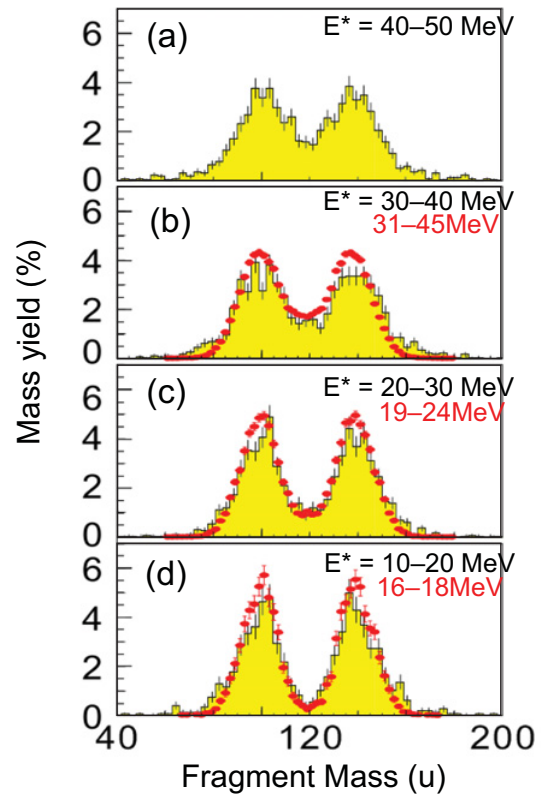 (a)
E* = 40–50 MeV
6
4
2
0
(b)
E* = 30–40 MeV
31–45MeV
6
4
2
0
Mass yield (%)
(c)
E* = 20–30 MeV
19–24MeV
6
4
2
0
(d)
E* = 10–20 MeV
16–18MeV
6
4
2
0
40 120 200
Fragment Mass (u)